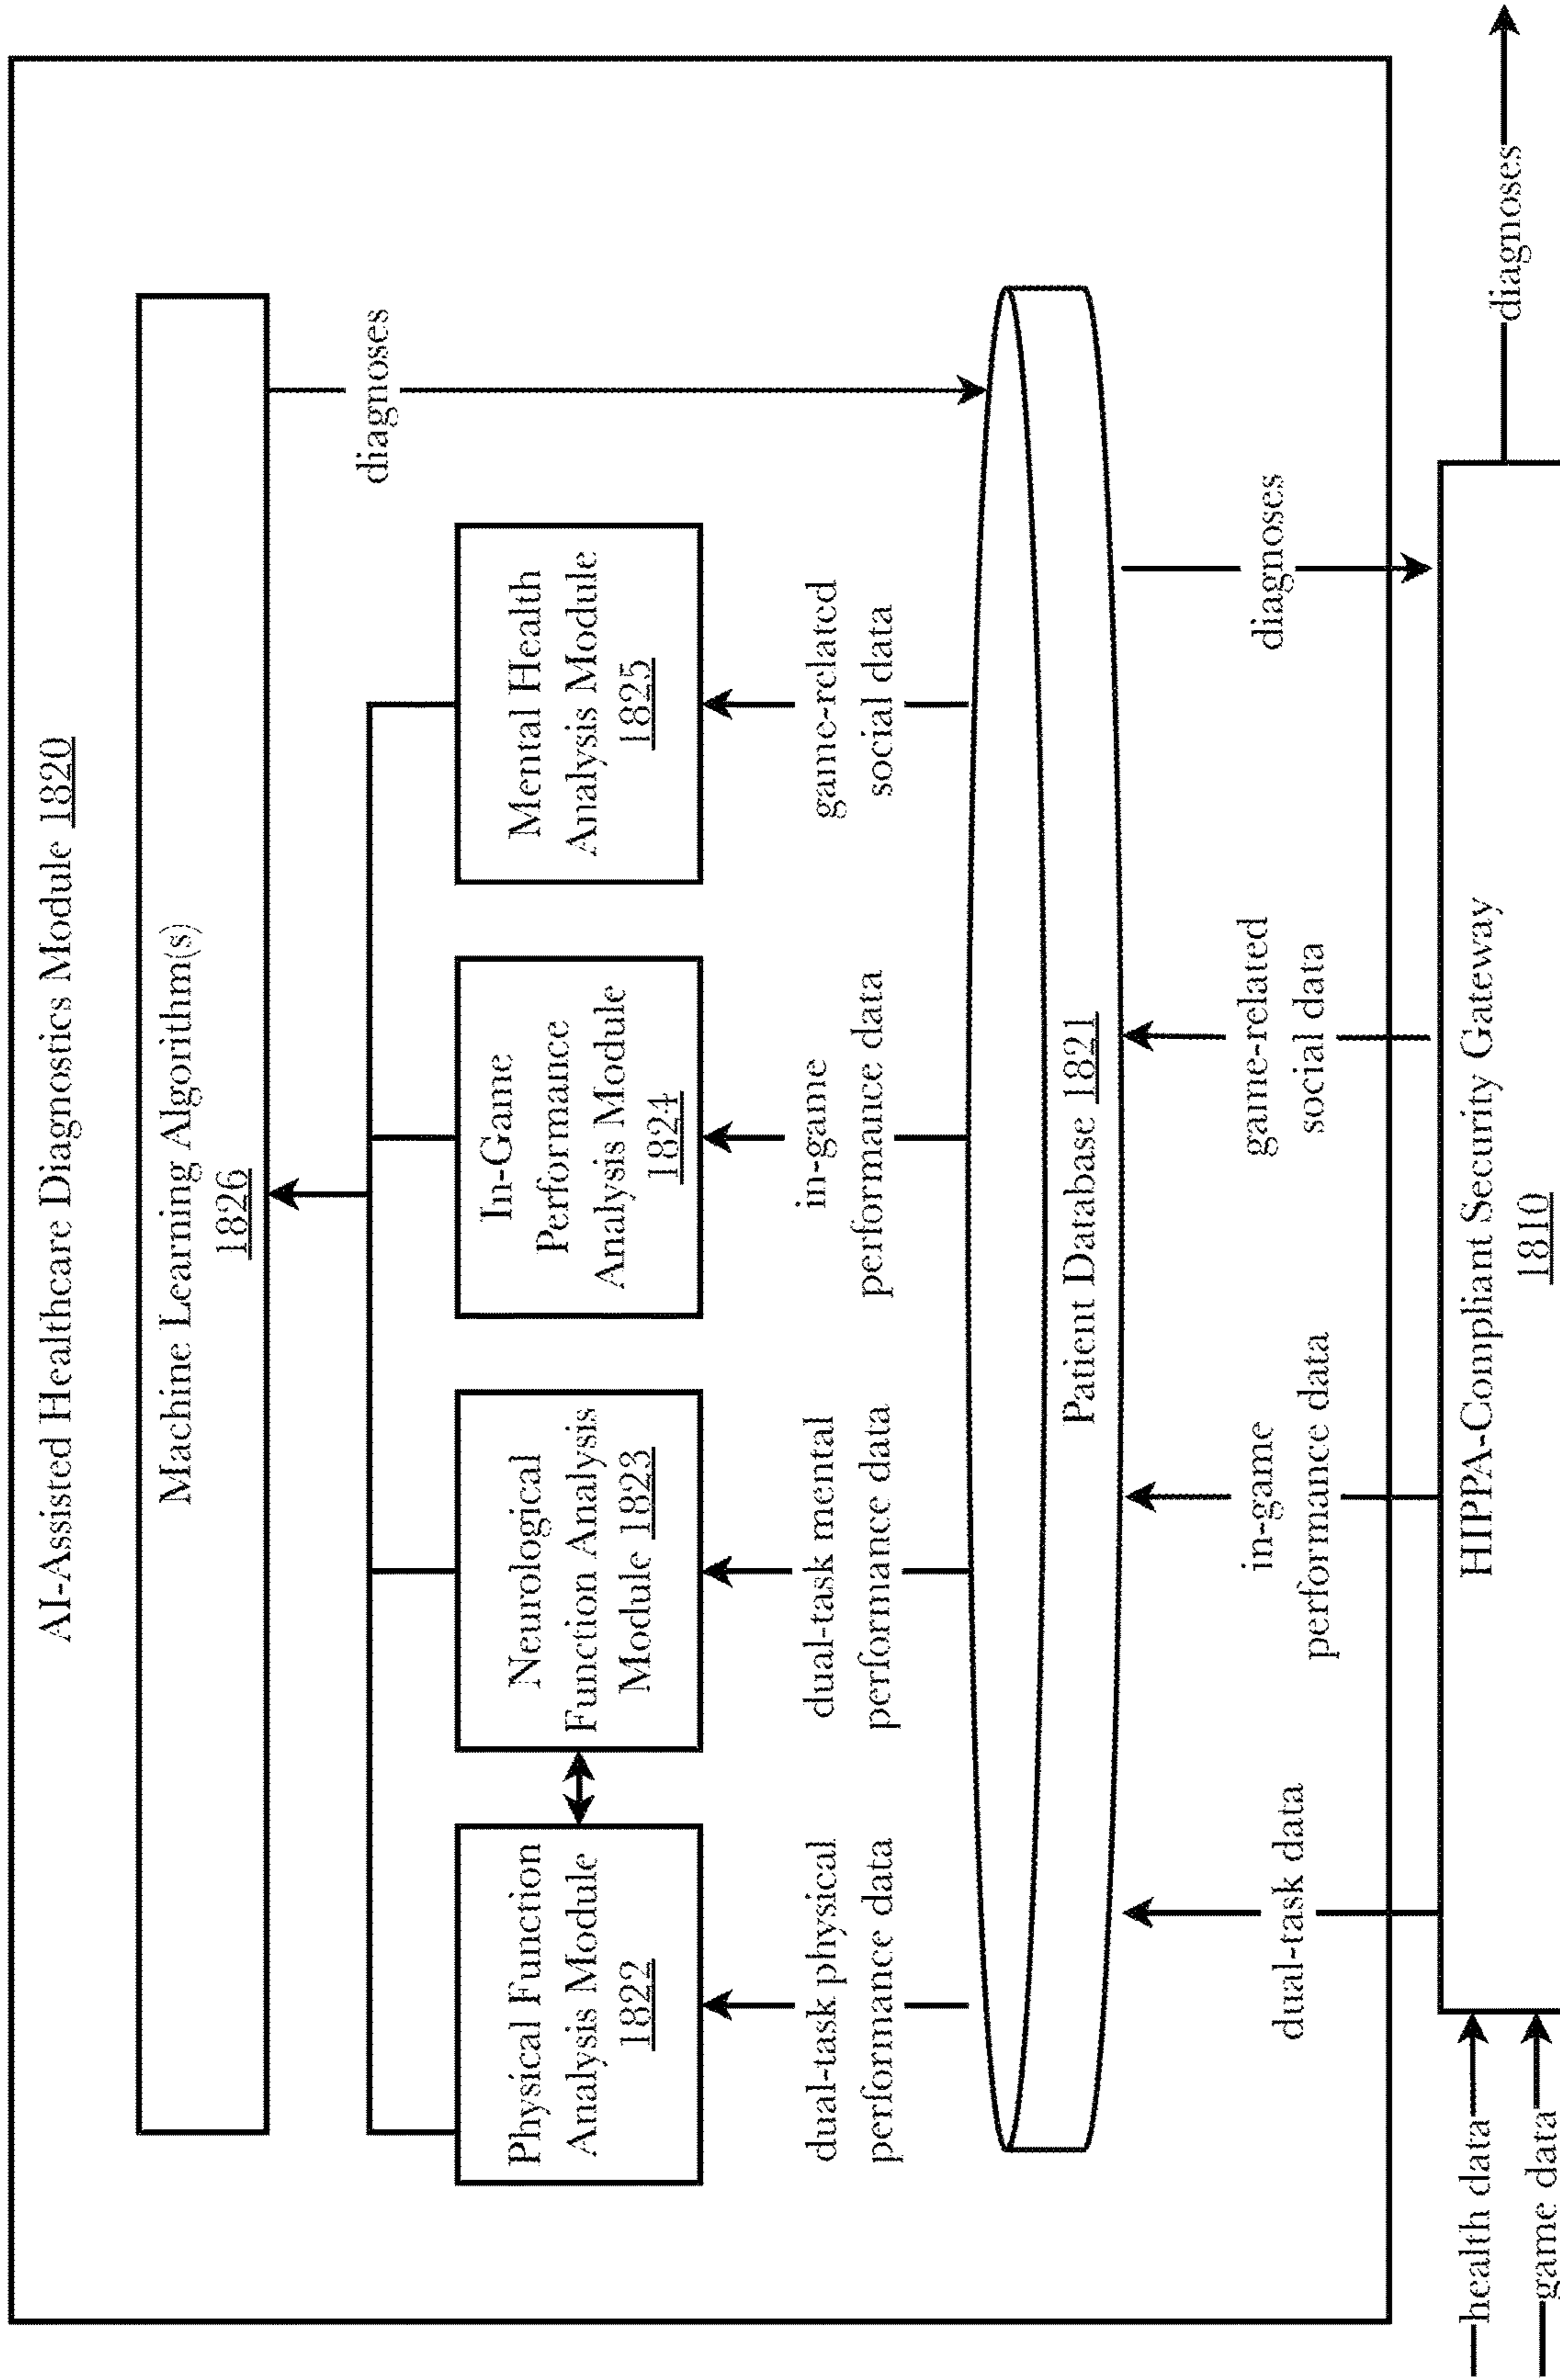 AI-Assisted Healthcare Diagnostics Module 1820
Machine Learning Algorithm(s)
1826
diagnoses
Physical Function
Analysis Module
1822
Neurological
Function Analysis
Module 1823
In-Game
Performance
Analysis Module
1824
Mental Health
Analysis Module
1825
dual-task physical
performance data
dual-task mental
performance data
in-game
performance data
game-related
social data
Patient Database 1821
dual-task data
in-game
performance data
game-related
social data
diagnoses
health data
game data
HIPPA-Compliant Security Gateway
1810
diagnoses